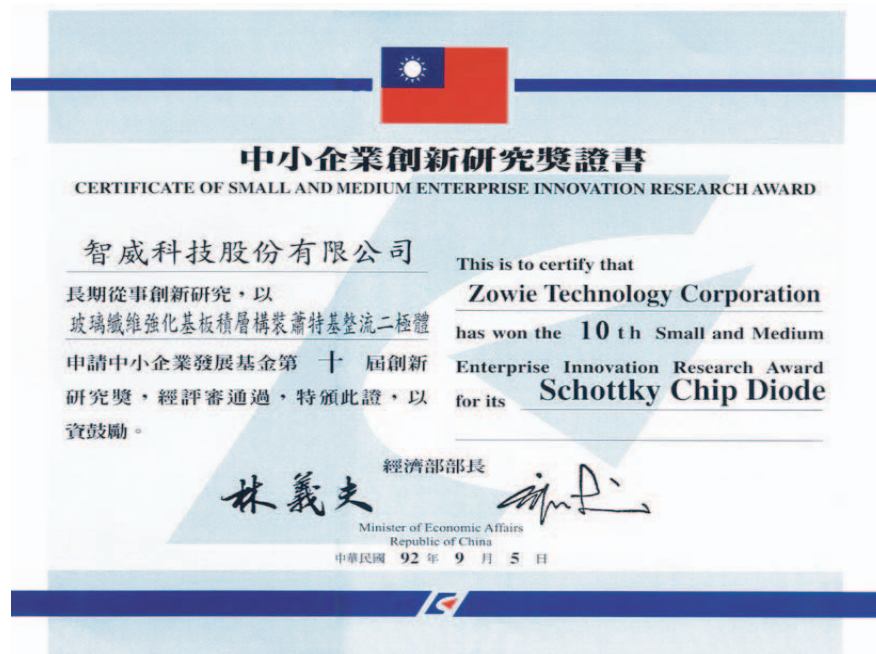 中小企業創新研究獎證書
CERTIFICATE OF SMALL AND MEDIUM ENTERPRISE INNOVATION RESEARCH AWARD
智威科技股份有限公司
長期從事創新研究，以
玻璃纖維強化基板積層構裝蕭特基整流二極體
申請中小企業發展基金第 十 屆創新
研究獎，經評審通過，特頒此證，以
資鼓勵。
This is to certify that
Zowie Technology Corporation
has won the 10 th Small and Medium
Enterprise Innovation Research Award
for its Schottky Chip Diode
經濟部部長
林義夫
Minister of Economic Affairs
Republic of China
中華民國 92 年 9 月 5 日